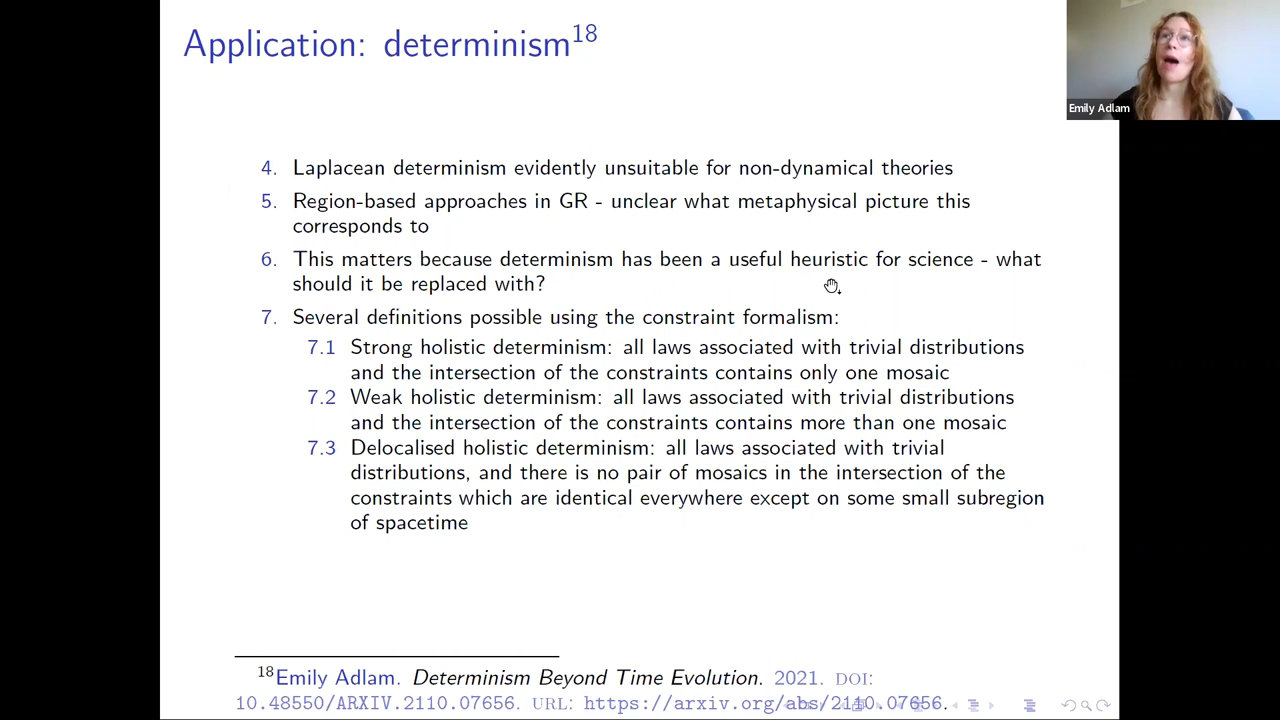 Application: determinism18
Emily Adlam
4. Laplacean determinism evidently unsuitable for non-dynamical theories
5. Region-based approaches in GR - unclear what metaphysical picture this
corresponds to
6. This matters because determinism has been a useful heuristic for science - what
should it be replaced with?
7. Several definitions possible using the constraint formalism:
7.1 Strong holistic determinism: all laws associated with trivial distributions
and the intersection of the constraints contains only one mosaic
7.2 Weak holistic determinism: all laws associated with trivial distributions
and the intersection of the constraints contains more than one mosaic
7.3 Delocalised holistic determinism: all laws associated with trivial
distributions, and there is no pair of mosaics in the intersection of the
constraints which are identical everywhere except on some small subregion
of spacetime
18Emily Adlam. Determinism Beyond Time Evolution. 2021. DOI:
10.48550/ARXIV.2110.07656. URL: https://arxiv.org/abs/2110.07656.